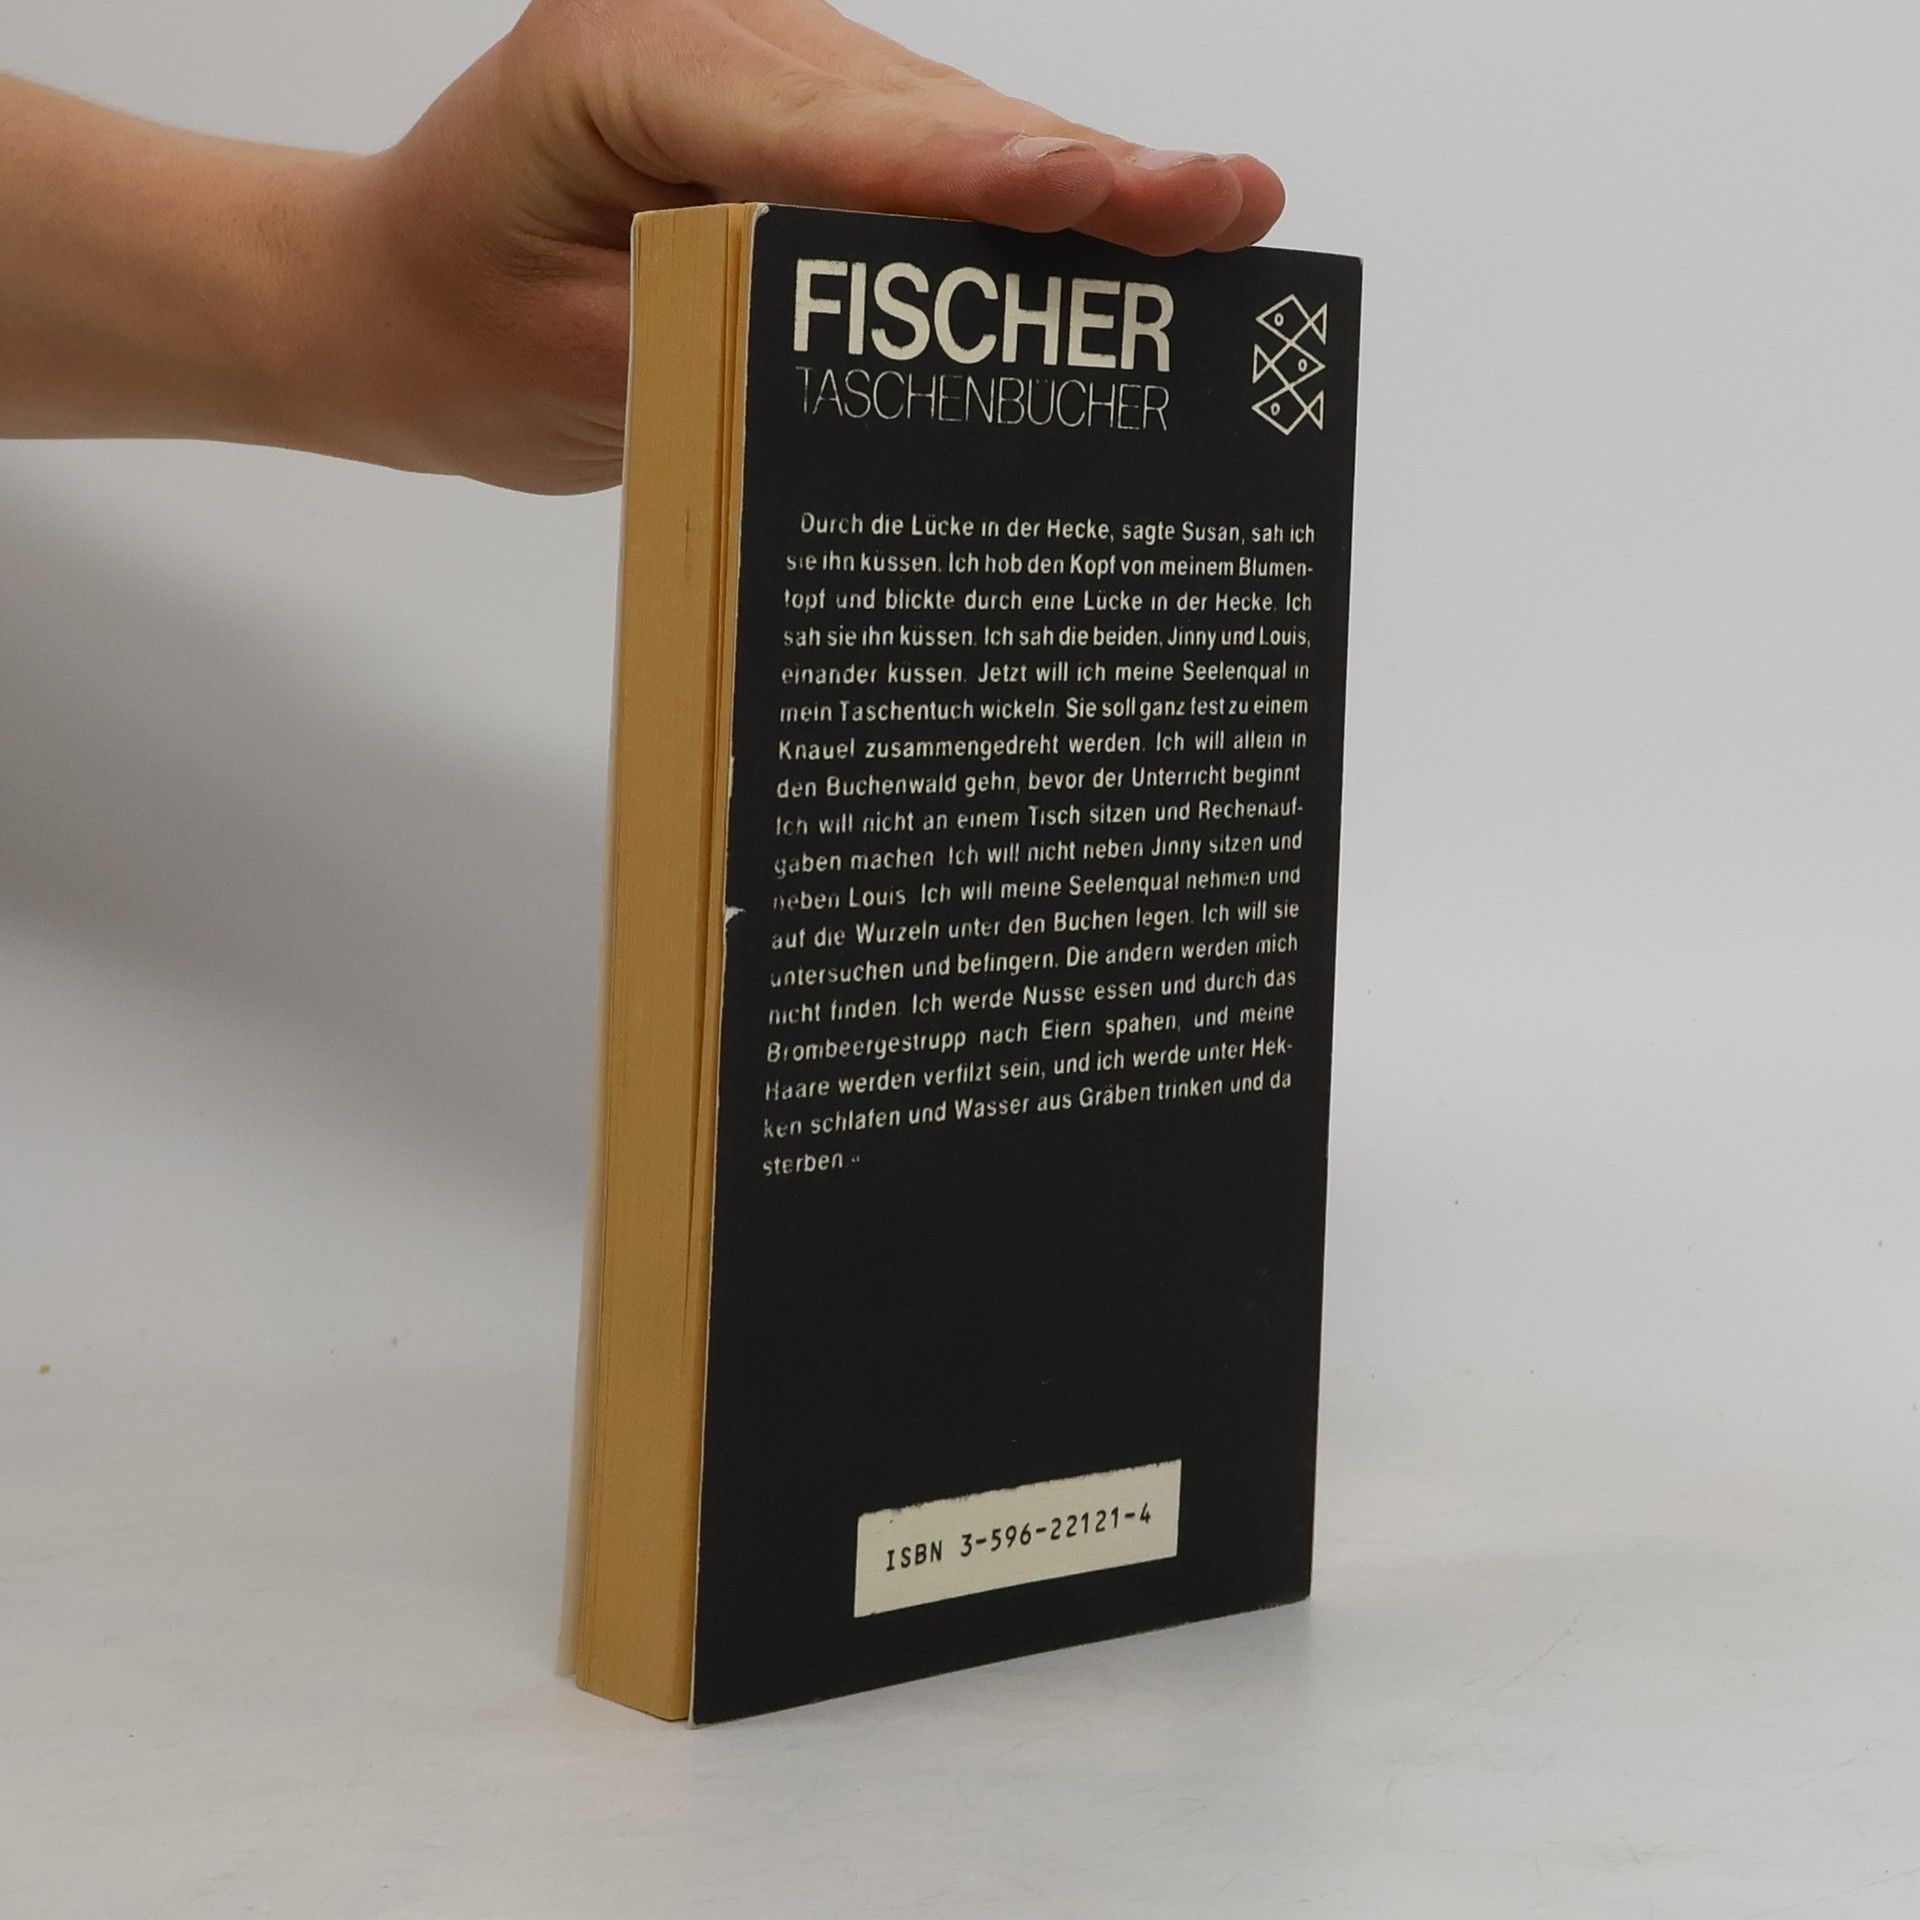 FISCHER
TASCHENBÜCHER
Durch die Lücke in der Hecke, sagte Susan, sah ich
sie ihn küssen. Ich hob den Kopf von meinem Blumen-
topf und blickte durch eine Lücke in der Hecke. Ich
sah sie ihn küssen. Ich sah die beiden, Jinny und Louis,
einander küssen. Jetzt will ich meine Seelenqual in
mein Taschentuch wickeln. Sie soll ganz fest zu einem
Knäuel zusammengedreht werden. Ich will allein in
den Buchenwald gehn, bevor der Unterricht beginnt
Ich will nicht an einem Tisch sitzen und Rechenauf-
gaben machen Ich will nicht neben Jinny sitzen und
neben Louis Ich will meine Seelenqual nehmen und
auf die Wurzeln unter den Buchen legen. Ich will sie
untersuchen und befingern. Die andern werden mich
nicht finden. Ich werde Nüsse essen und durch das
Brombeergestrüpp nach Eiern spähen, und meine
Haare werden verfilzt sein, und ich werde unter Hek-
ken schlafen und Wasser aus Gräben trinken und da
sterben «
ISBN 3-596-22121-4